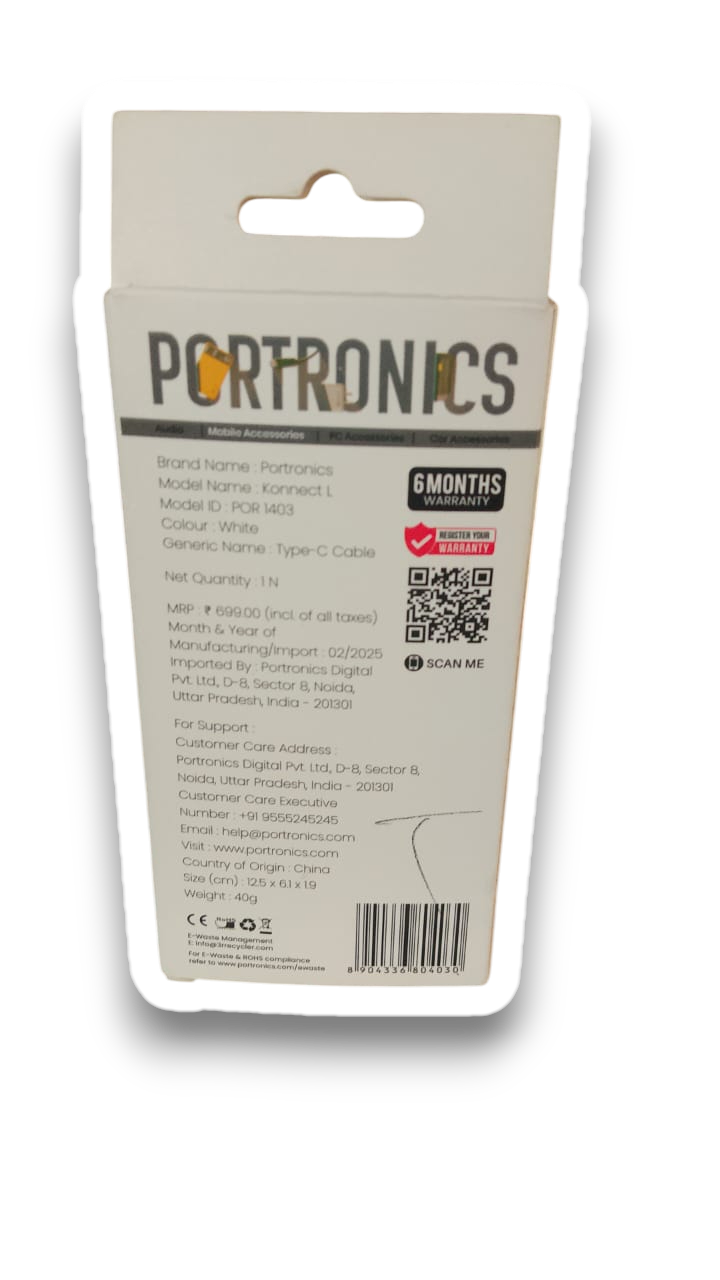 PORTRONICS
Audio | Mobile Accessories | PC Accessories | Car Accessories
Brand Name : Portronics
Model Name : Konnect L
Model ID : POR 1403
Colour : White
Generic Name : Type-C Cable
Net Quantity : 1 N
MRP : ₹ 699.00 (incl. of all taxes)
Month & Year of
Manufacturing/Import : 02/2025
Imported By : Portronics Digital
Pvt. Ltd., D-8, Sector 8, Noida,
Uttar Pradesh, India - 201301
6 MONTHS
WARRANTY
REGISTER YOUR
WARRANTY
SCAN ME
For Support :
Customer Care Address :
Portronics Digital Pvt. Ltd., D-8, Sector 8,
Noida, Uttar Pradesh, India - 201301
Customer Care Executive
Number : +91 9555245245
Email : help@portronics.com
Visit : www.portronics.com
Country of Origin : China
Size (cm) : 12.5 x 6.1 x 1.9
Weight : 40g
CE RoHS
E-Waste Management
E: info@3rrecycler.com
For E-Waste & ROHS compliance
refer to www.portronics.com/ewaste
8 904336 804030